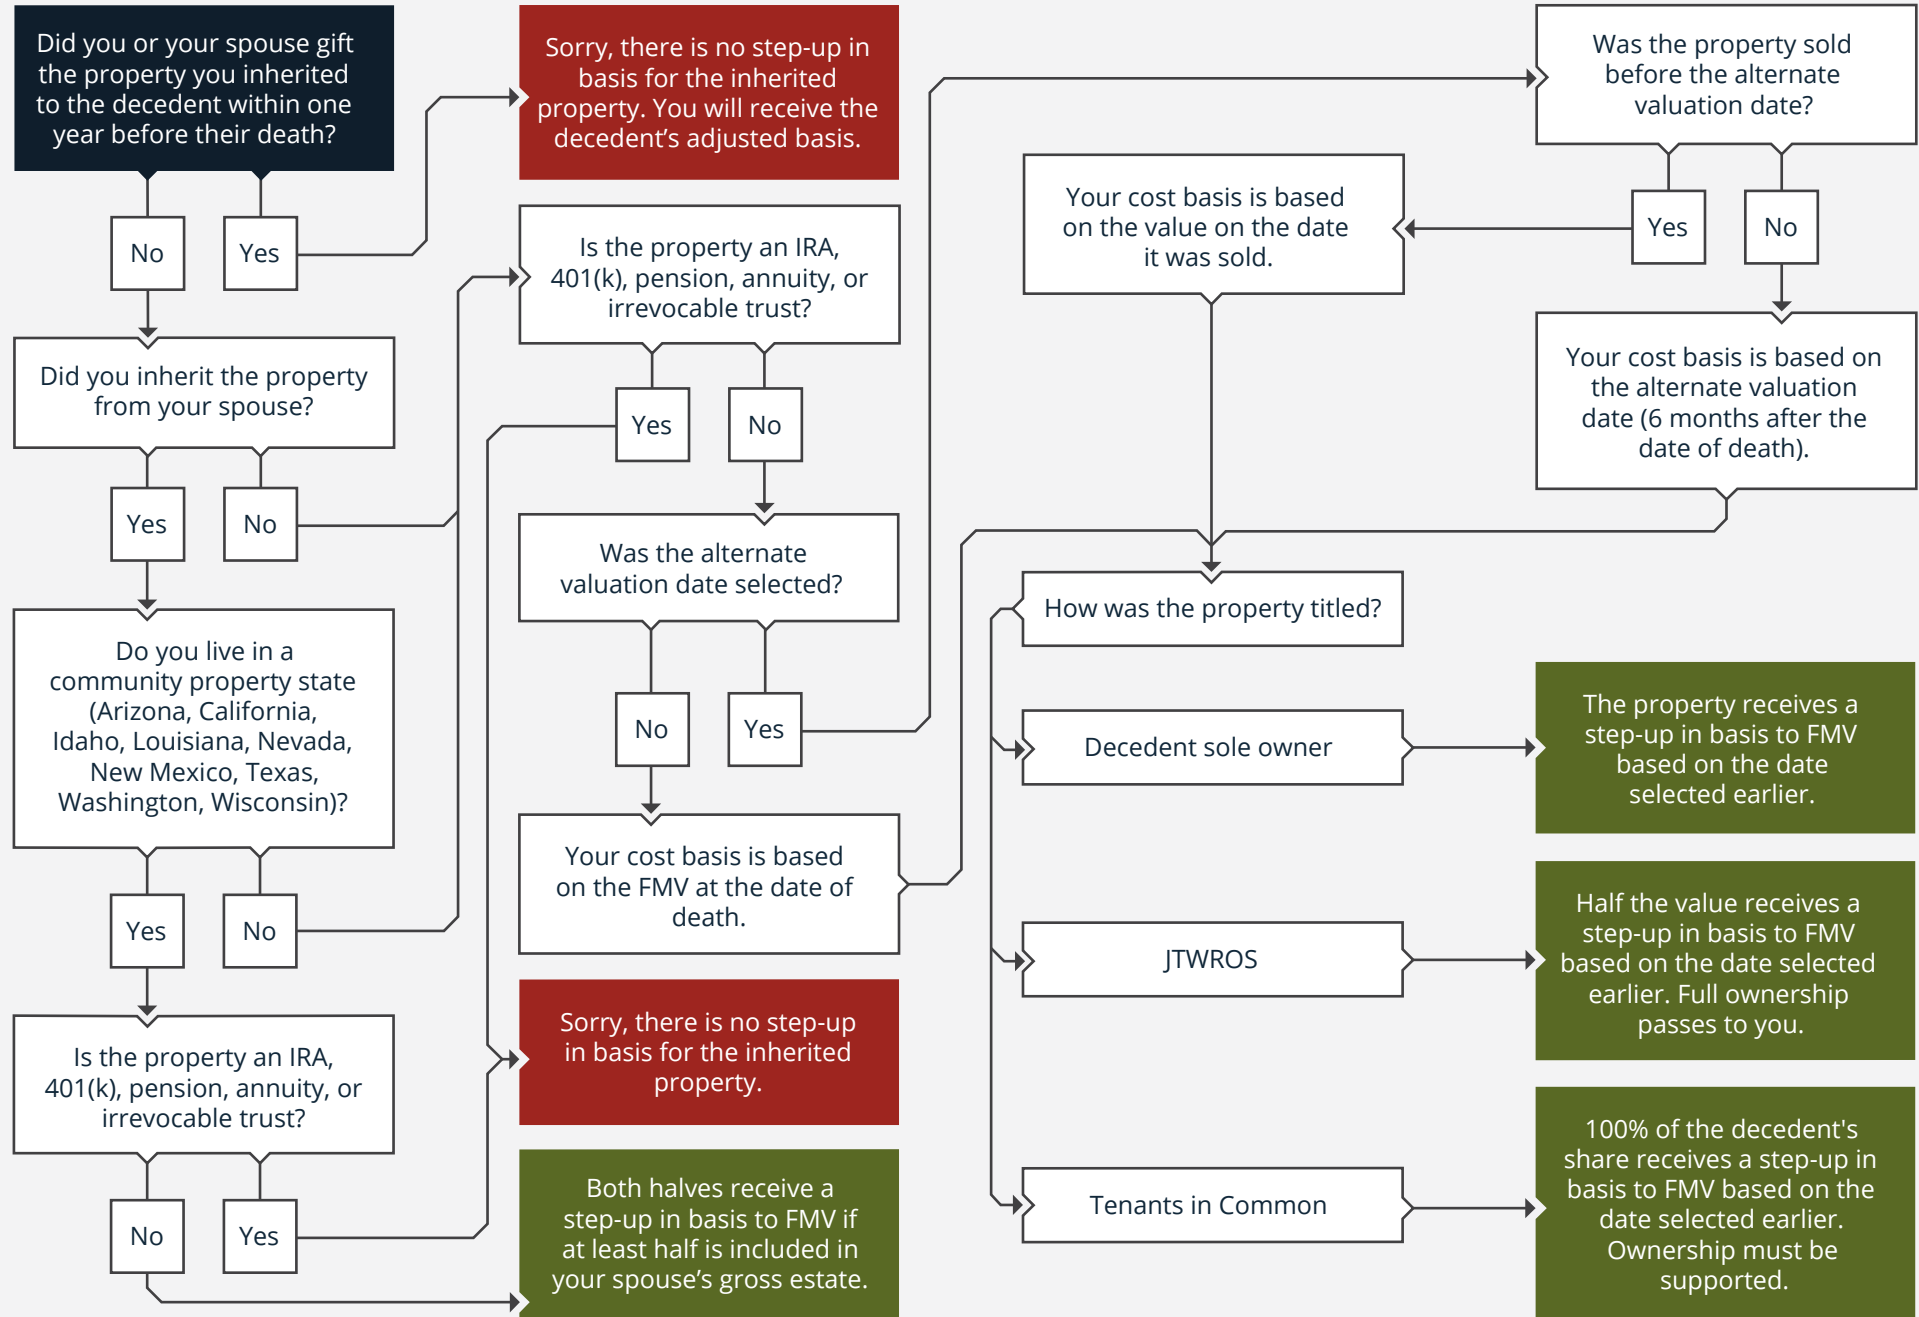 Did you or your spouse gift
the property you inherited
to the decedent within one
year before their death?
No
Yes
Sorry, there is no step-up in
basis for the inherited
property. You will receive the
decedent’s adjusted basis.
Did you inherit the property
from your spouse?
Yes
No
Do you live in a
community property state
(Arizona, California,
Idaho, Louisiana, Nevada,
New Mexico, Texas,
Washington, Wisconsin)?
Yes
No
Is the property an IRA,
401(k), pension, annuity, or
irrevocable trust?
No
Yes
Is the property an IRA,
401(k), pension, annuity, or
irrevocable trust?
Yes
No
Was the alternate
valuation date selected?
No
Yes
Your cost basis is based
on the FMV at the date of
death.
Sorry, there is no step-up
in basis for the inherited
property.
Both halves receive a
step-up in basis to FMV if
at least half is included in
your spouse’s gross estate.
Was the property sold
before the alternate
valuation date?
Yes
No
Your cost basis is based
on the value on the date
it was sold.
Your cost basis is based on
the alternate valuation
date (6 months after the
date of death).
How was the property titled?
Decedent sole owner
The property receives a
step-up in basis to FMV
based on the date
selected earlier.
JTWROS
Half the value receives a
step-up in basis to FMV
based on the date selected
earlier. Full ownership
passes to you.
Tenants in Common
100% of the decedent's
share receives a step-up in
basis to FMV based on the
date selected earlier.
Ownership must be
supported.